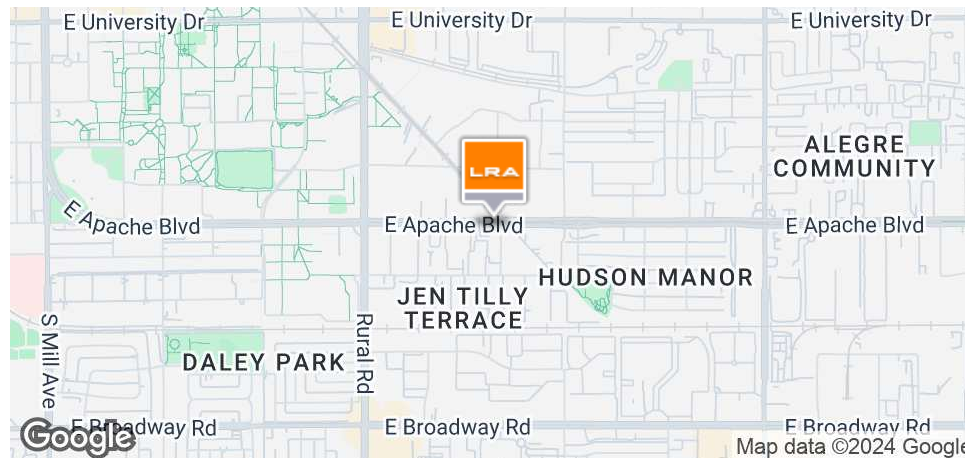 E University Dr
E University Dr
E University Dr
ALEGRE
COMMUNITY
LRA
E Apache Blvd
E Apache Blvd
E Apache Blvd
HUDSON MANOR
JEN TILLY
TERRACE
S Mill Ave
Rural Rd
DALEY PARK
E Broadway Rd
E Broadway Rd
E Broadway Rd
Google
Map data ©2024 Google